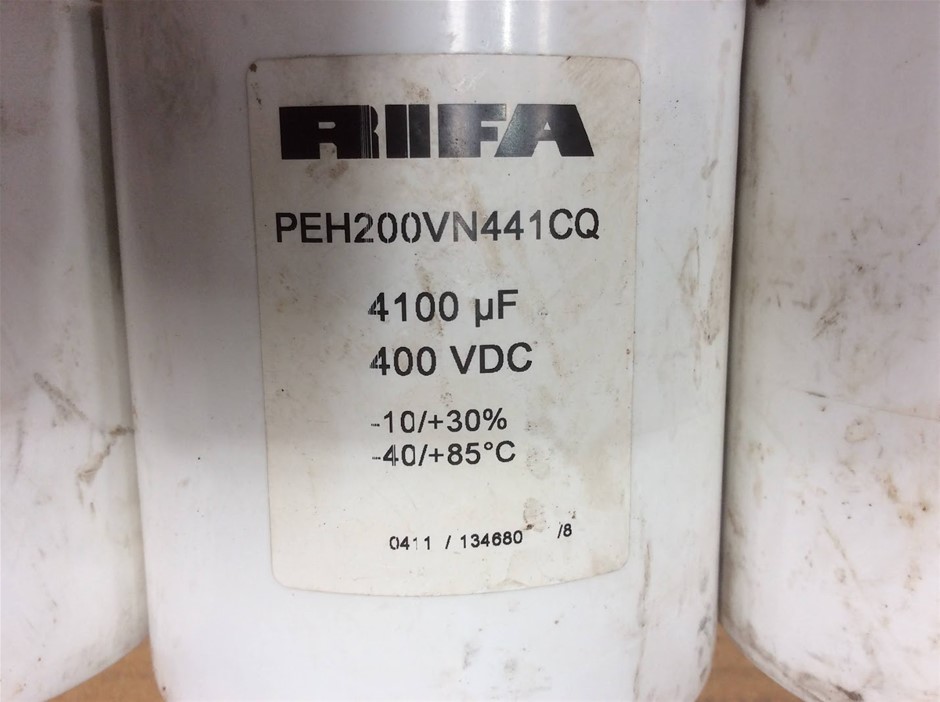 RIFA
PEH200VN441CQ
4100 µF
400 VDC
-10/+30%
-40/+85°C
0411 / 134680 /8